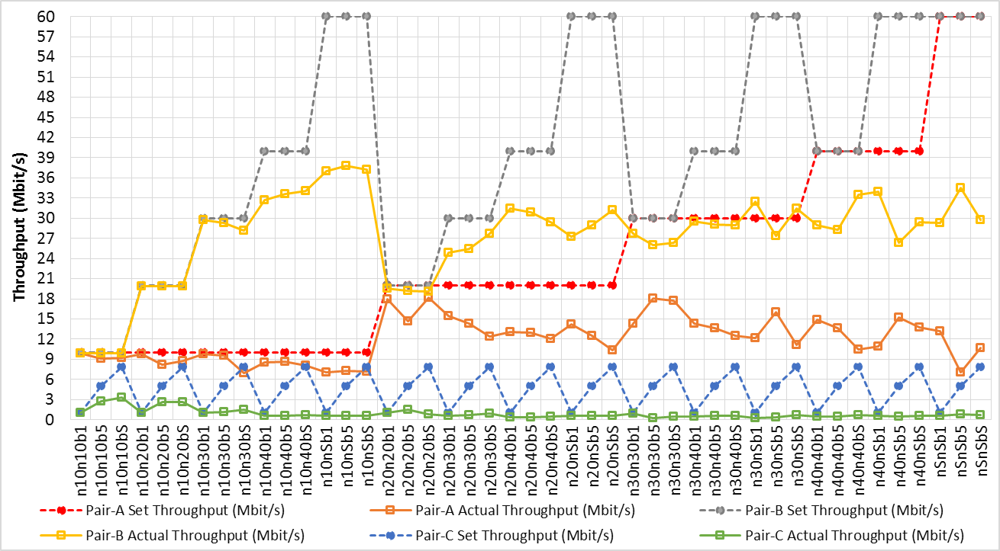 Throughput (Mbit/s)
60
57
54
51
48
45
42
39
36
33
30
27
24
21
18
15
12
9
6
3
0
n10n10b1
n10n10b5
n10n10bS
n10n20b1
n10n20b5
n10n20bS
n10n30b1
n10n30b5
n10n30bS
n10n40b1
n10n40b5
n10n40bS
n10nSb1
n10nSb5
n10nSbS
n20n20b1
n20n20b5
n20n20bS
n20n30b1
n20n30b5
n20n30bS
n20n40b1
n20n40b5
n20n40bS
n20nSb1
n20nSb5
n20nSbS
n30n30b1
n30n30b5
n30n30bS
n30n40b1
n30n40b5
n30n40bS
n30nSb1
n30nSb5
n30nSbS
n40n40b1
n40n40b5
n40n40bS
n40nSb1
n40nSb5
n40nSbS
nSnSb1
nSnSb5
nSnSbS
Pair-A Set Throughput (Mbit/s)
Pair-A Actual Throughput (Mbit/s)
Pair-B Set Throughput (Mbit/s)
Pair-B Actual Throughput (Mbit/s)
Pair-C Set Throughput (Mbit/s)
Pair-C Actual Throughput (Mbit/s)